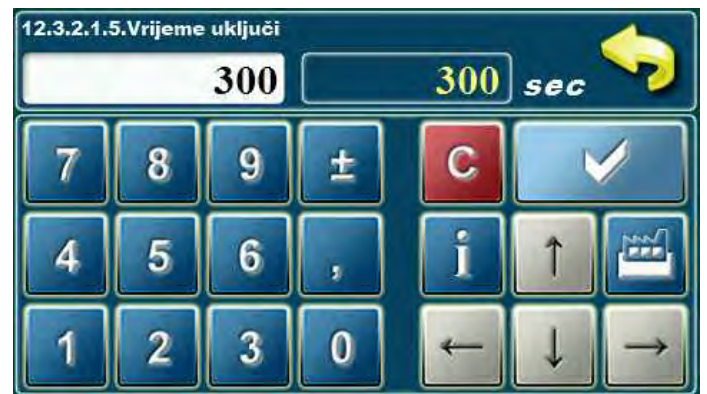 12.3.2.1.5.Vrijeme uključi
300 300 sec
7 8 9 ± C
4 5 6 , i ↑
1 2 3 0 ← ↓ →